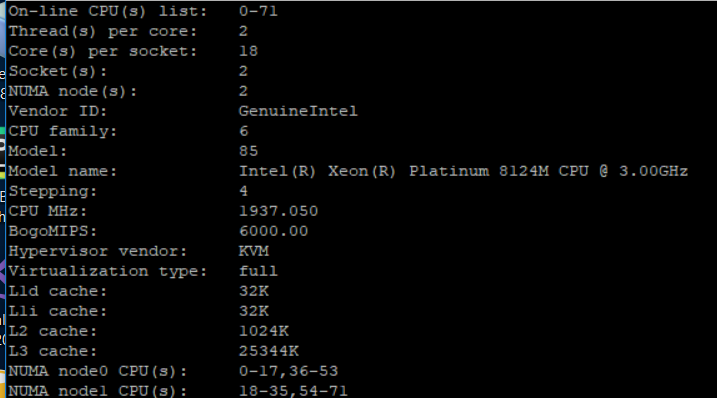 On-line CPU(s) list: 0-71
Thread(s) per core: 2
Core(s) per socket: 18
Socket(s): 2
NUMA node(s): 2
Vendor ID: GenuineIntel
CPU family: 6
Model: 85
Model name: Intel(R) Xeon(R) Platinum 8124M CPU @ 3.00GHz
Stepping: 4
CPU MHz: 1937.050
BogoMIPS: 6000.00
Hypervisor vendor: KVM
Virtualization type: full
L1d cache: 32K
L1i cache: 32K
L2 cache: 1024K
L3 cache: 25344K
NUMA node0 CPU(s): 0-17,36-53
NUMA node1 CPU(s): 18-35,54-71